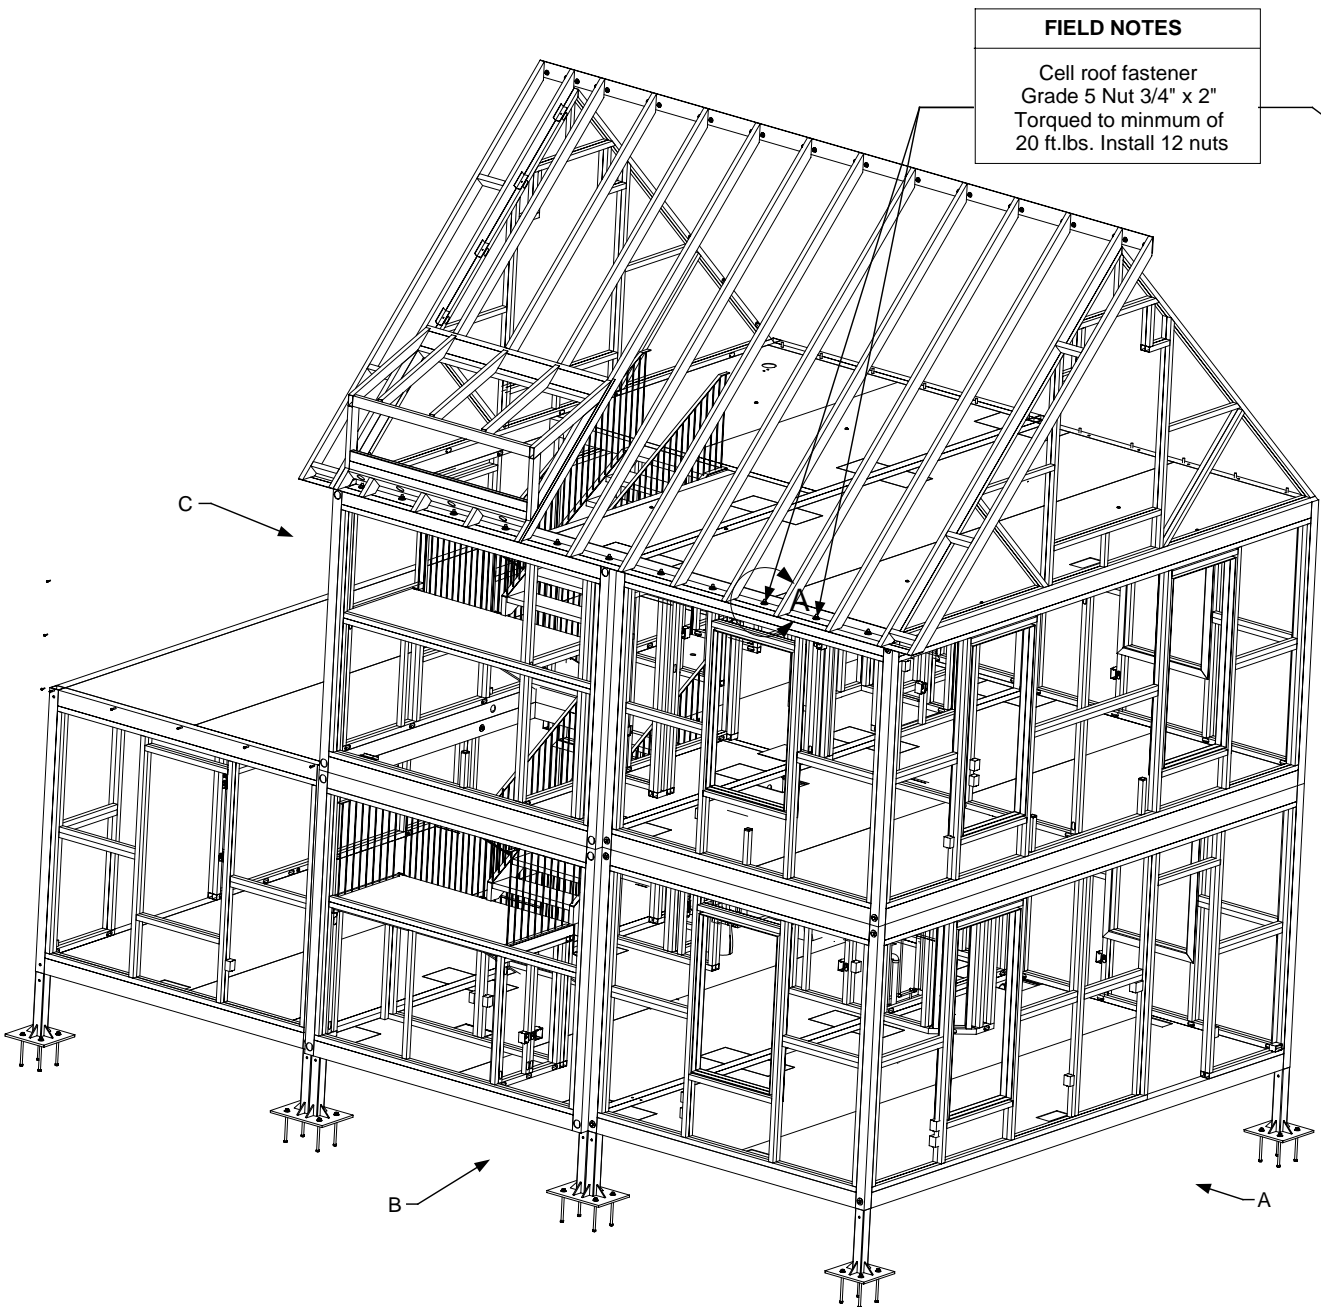 FIELD NOTES
Cell roof fastener
Grade 5 Nut 3/4" x 2"
Torqued to minmum of
20 ft.lbs. Install 12 nuts
C
A
B
A